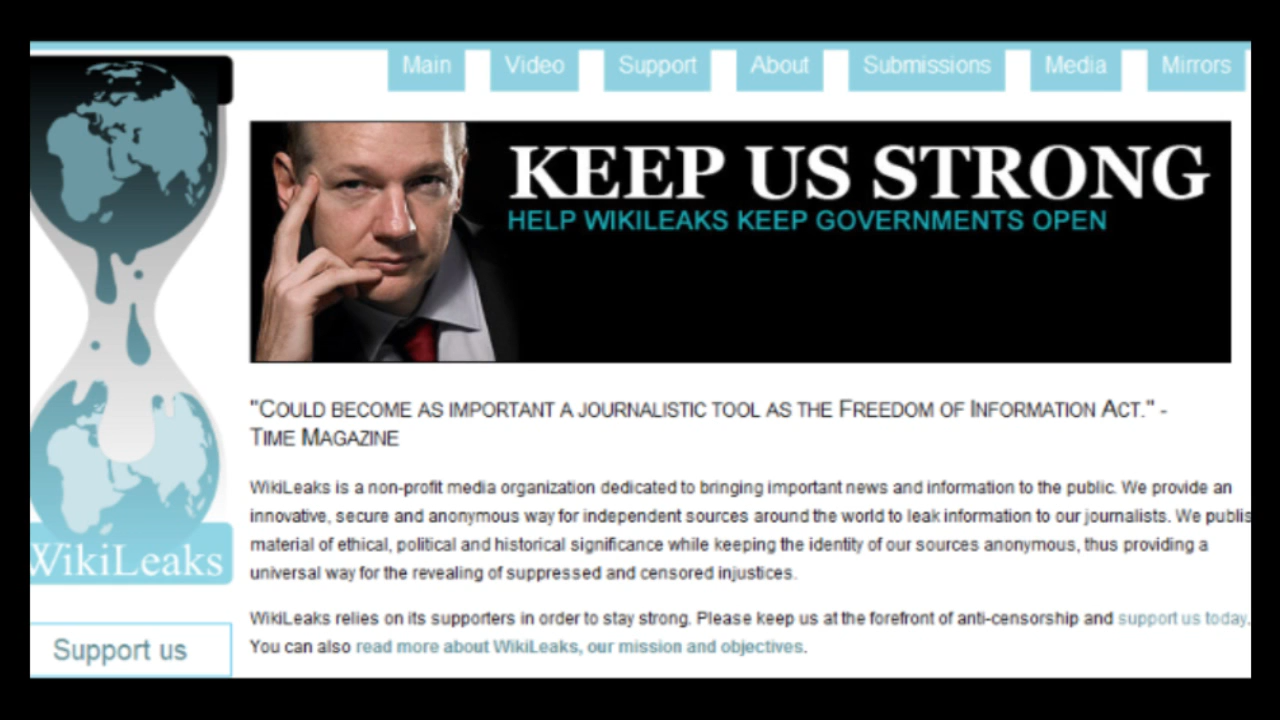 Main Video Support About Submissions Media Mirrors
KEEP US STRONG
HELP WIKILEAKS KEEP GOVERNMENTS OPEN
"COULD BECOME AS IMPORTANT A JOURNALISTIC TOOL AS THE FREEDOM OF INFORMATION ACT." -
TIME MAGAZINE
WikiLeaks is a non-profit media organization dedicated to bringing important news and information to the public. We provide an
innovative, secure and anonymous way for independent sources around the world to leak information to our journalists. We publis
material of ethical, political and historical significance while keeping the identity of our sources anonymous, thus providing a
universal way for the revealing of suppressed and censored injustices.
WikiLeaks relies on its supporters in order to stay strong. Please keep us at the forefront of anti-censorship and support us today.
You can also read more about WikiLeaks, our mission and objectives.
WikiLeaks
Support us